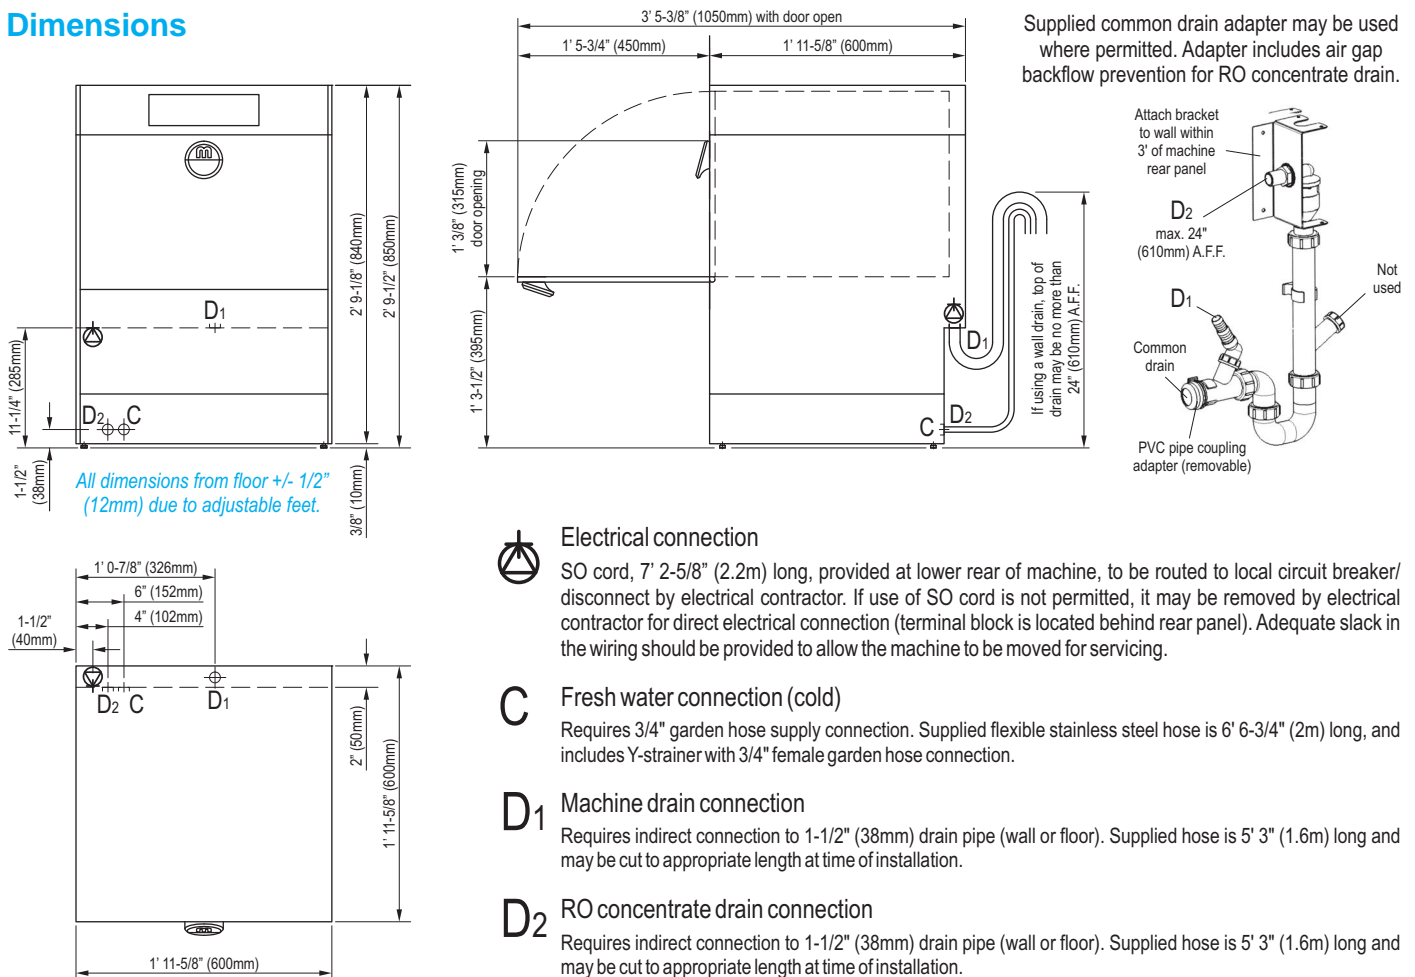 Dimensions
3' 5-3/8" (1050mm) with door open
1' 5-3/4" (450mm)
1' 11-5/8" (600mm)
Supplied common drain adapter may be used
where permitted. Adapter includes air gap
backflow prevention for RO concentrate drain.
2' 9-1/8" (840mm)
2' 9-1/2" (850mm)
D1
11-1/4" (285mm)
D2 C
1-1/2"
(38mm)
3/8" (10mm)
All dimensions from floor +/- 1/2"
(12mm) due to adjustable feet.
1' 3/8" (315mm)
door opening
1' 3-1/2" (395mm)
D1
C
D2
If using a wall drain, top of
drain may be no more than
24" (610mm) A.F.F.
Attach bracket
to wall within
3' of machine
rear panel
D2
max. 24"
(610mm) A.F.F.
Not
used
D1
Common
drain
PVC pipe coupling
adapter (removable)
1' 0-7/8" (326mm)
6" (152mm)
4" (102mm)
1-1/2"
(40mm)
D2 C
D1
2" (50mm)
1' 11-5/8" (600mm)
1' 11-5/8" (600mm)
Electrical connection
SO cord, 7' 2-5/8" (2.2m) long, provided at lower rear of machine, to be routed to local circuit breaker/
disconnect by electrical contractor. If use of SO cord is not permitted, it may be removed by electrical
contractor for direct electrical connection (terminal block is located behind rear panel). Adequate slack in
the wiring should be provided to allow the machine to be moved for servicing.
C Fresh water connection (cold)
Requires 3/4" garden hose supply connection. Supplied flexible stainless steel hose is 6' 6-3/4" (2m) long, and
includes Y-strainer with 3/4" female garden hose connection.
D1 Machine drain connection
Requires indirect connection to 1-1/2" (38mm) drain pipe (wall or floor). Supplied hose is 5' 3" (1.6m) long and
may be cut to appropriate length at time of installation.
D2 RO concentrate drain connection
Requires indirect connection to 1-1/2" (38mm) drain pipe (wall or floor). Supplied hose is 5' 3" (1.6m) long and
may be cut to appropriate length at time of installation.